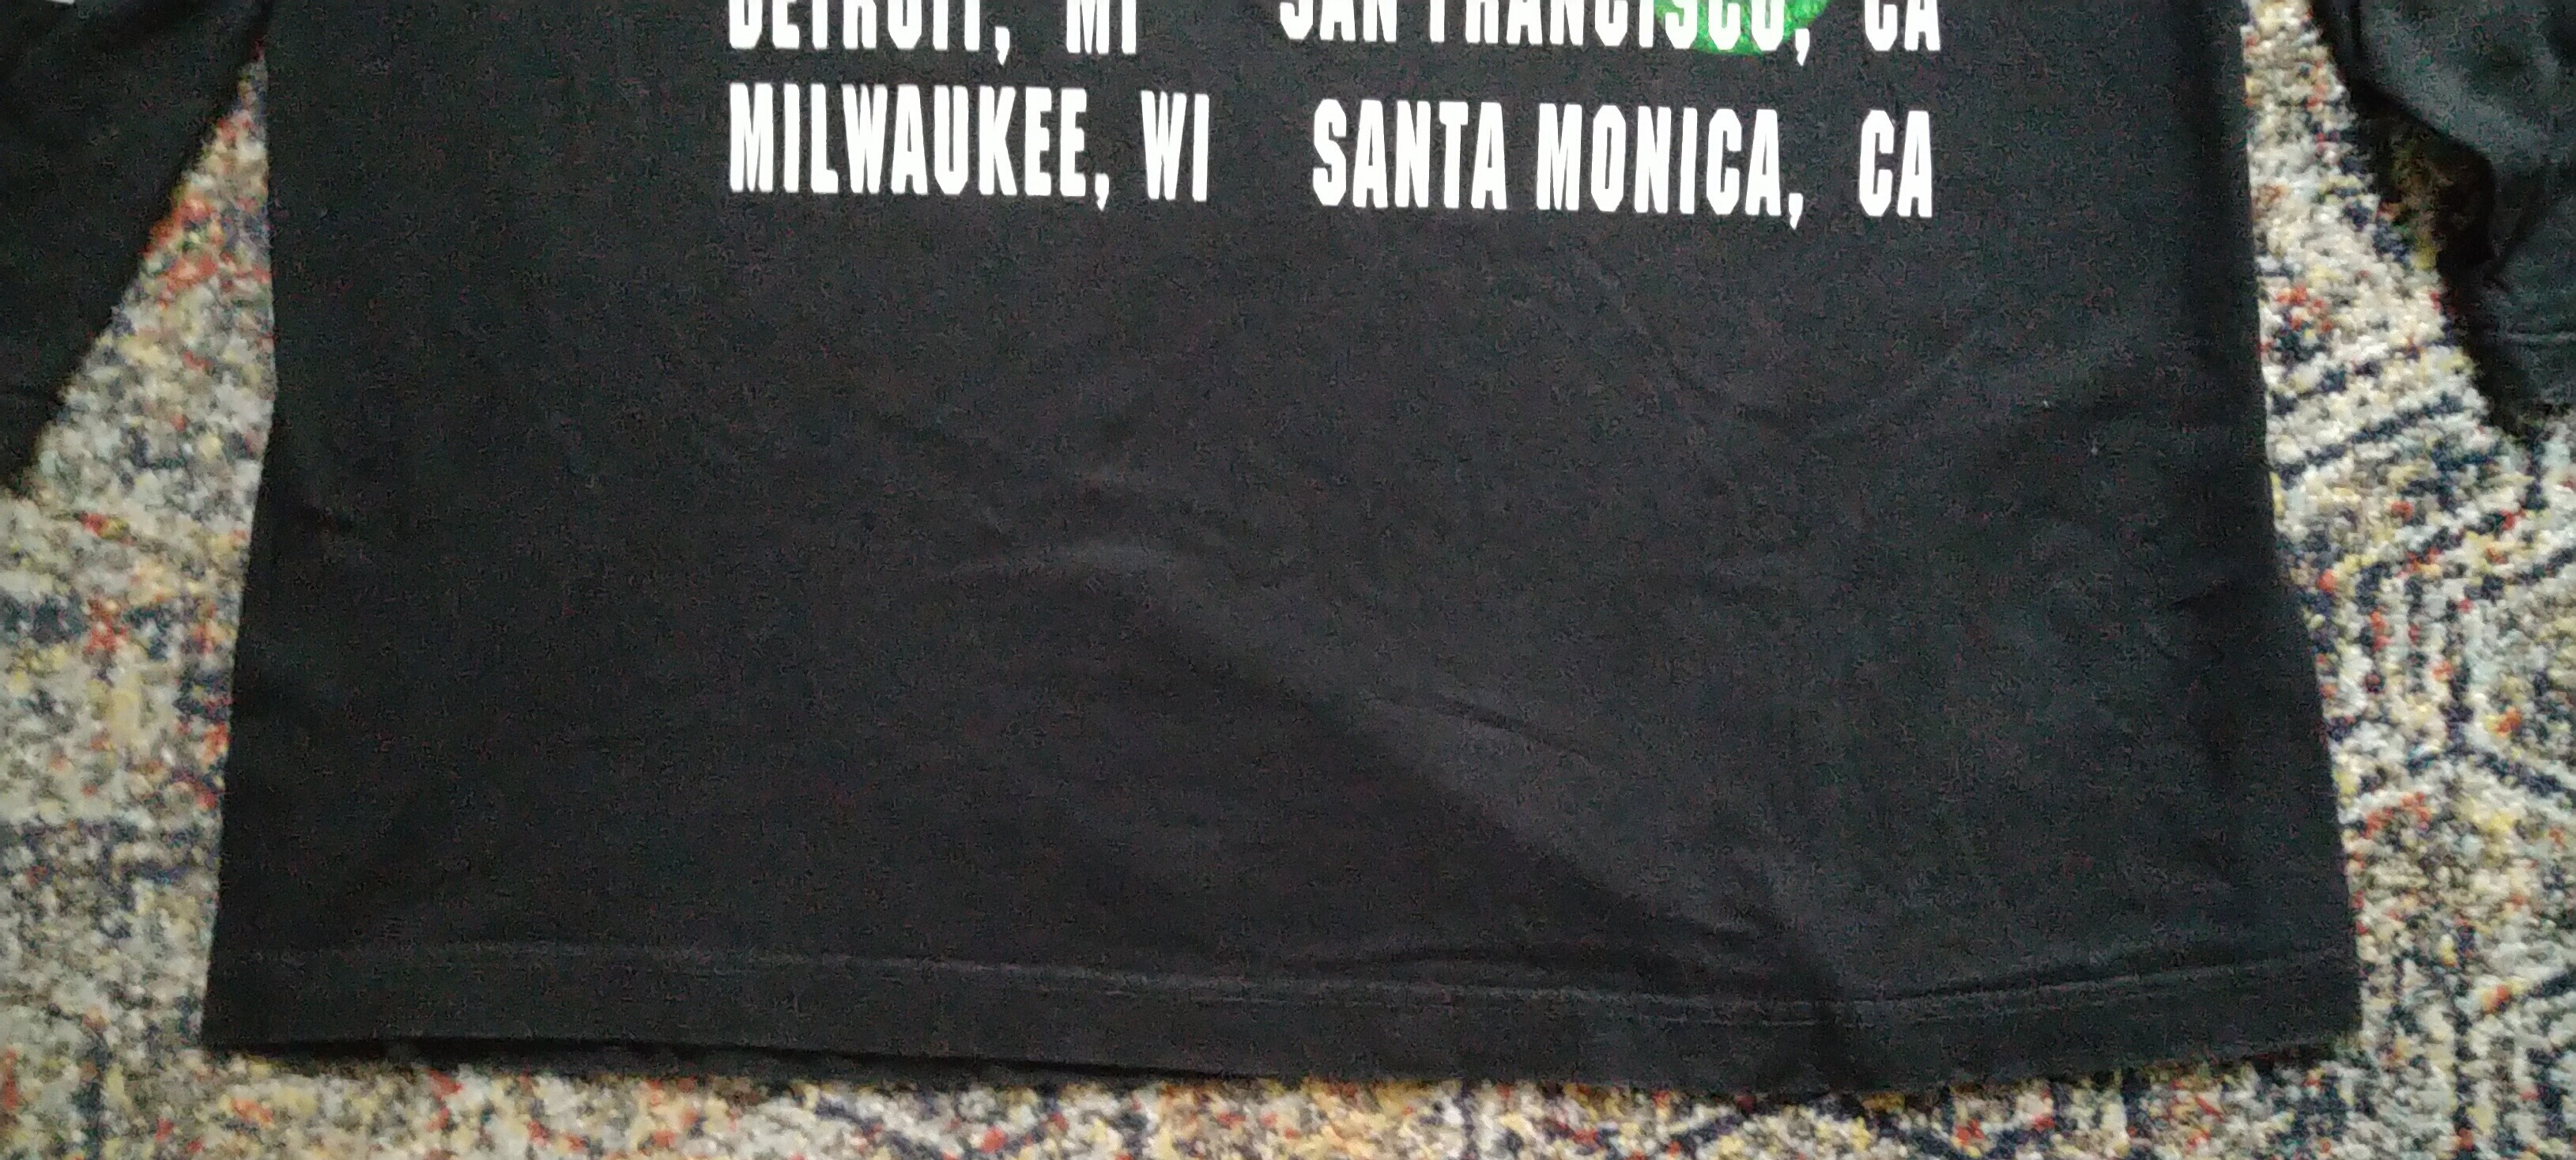 DETROIT, MI SAN FRANCISCO, CA
MILWAUKEE, WI SANTA MONICA, CA